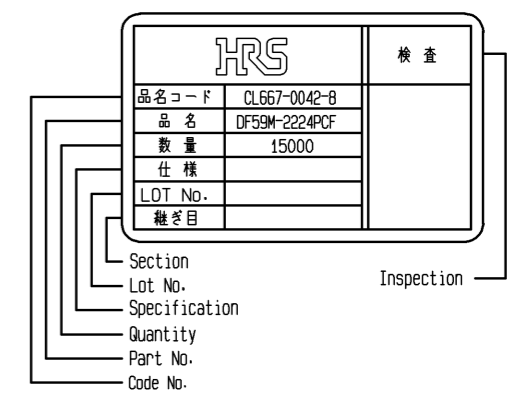 HRS
検査
品名コード CL667-0042-8
品名 DF59M-2224PCF
数量 15000
仕様
LOT No.
継ぎ目
Section
Lot No.
Inspection
Specification
Quantity
Part No.
Code No.